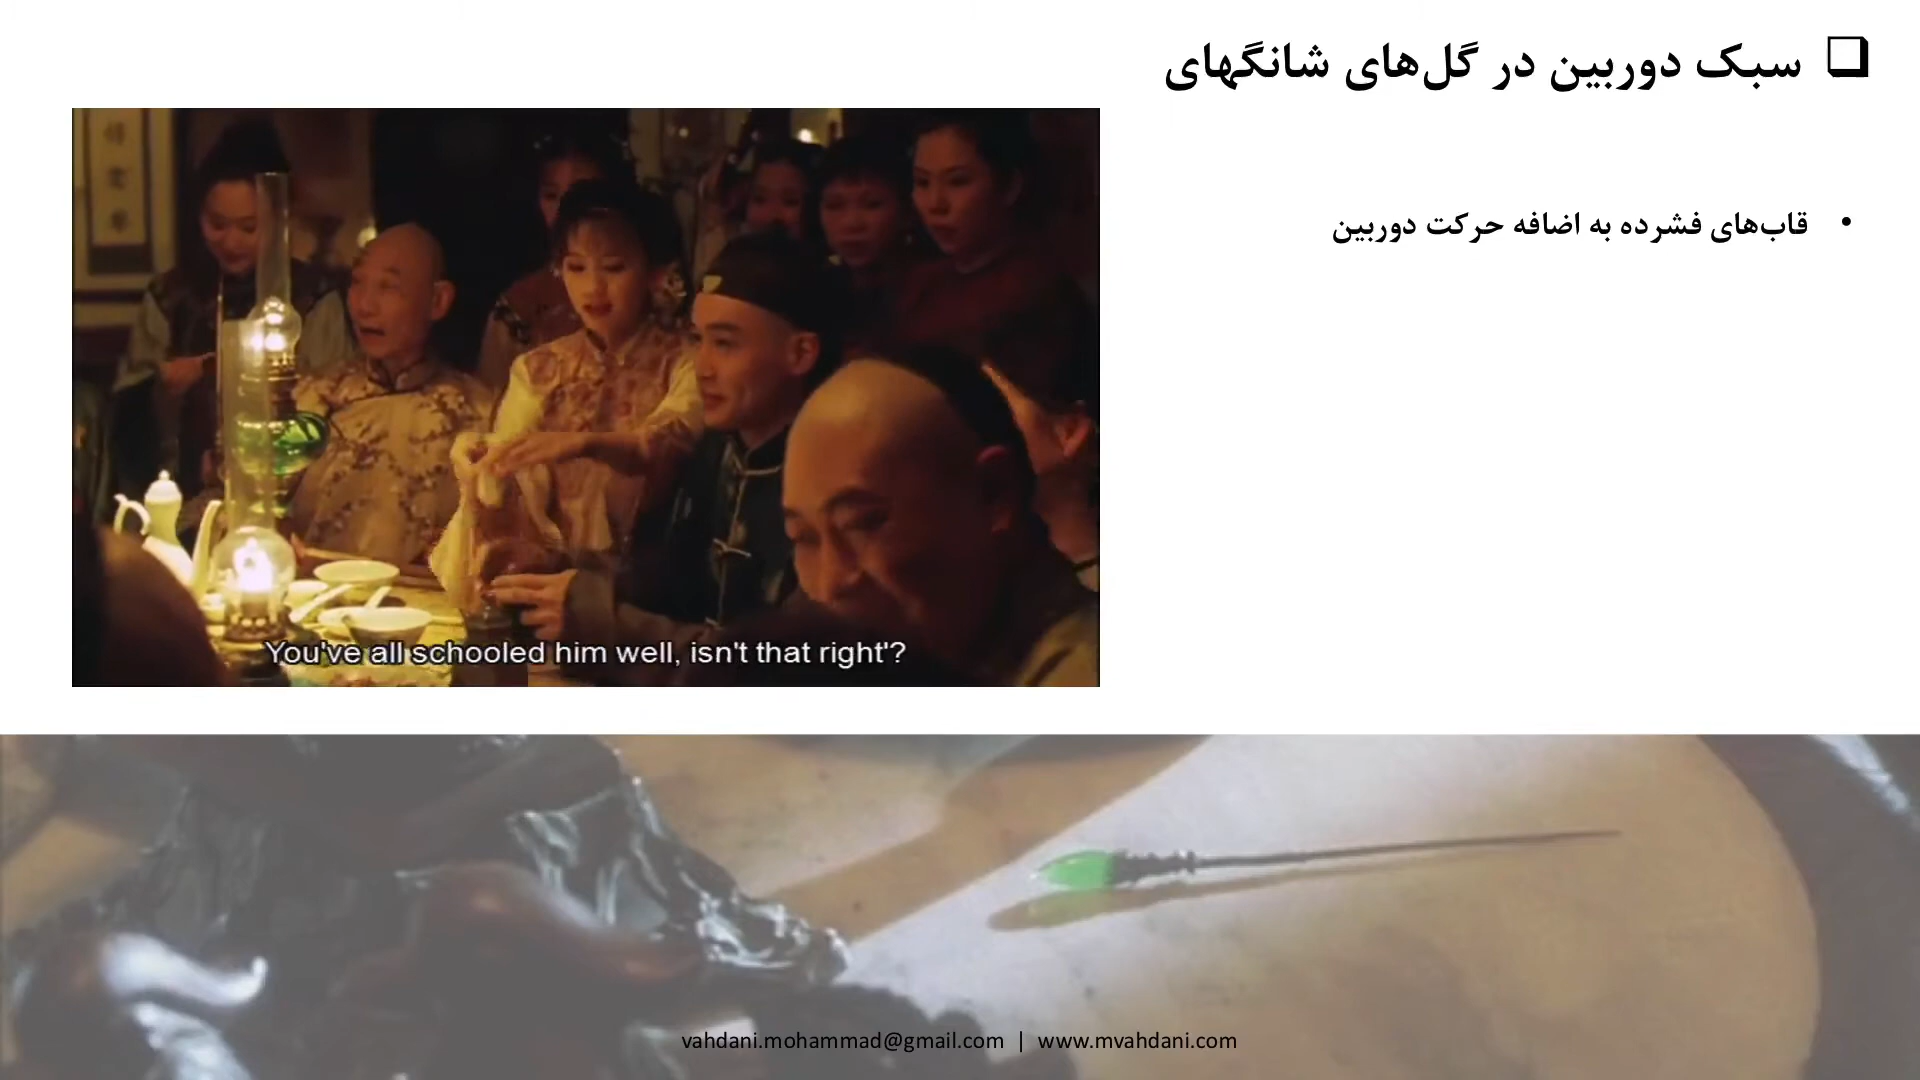 سبک دوربین در گل‌های شانگهای
قاب‌های فشرده به اضافه حرکت دوربین
You've all schooled him well, isn't that right'?
vahdani.mohammad@gmail.com | www.mvahdani.com